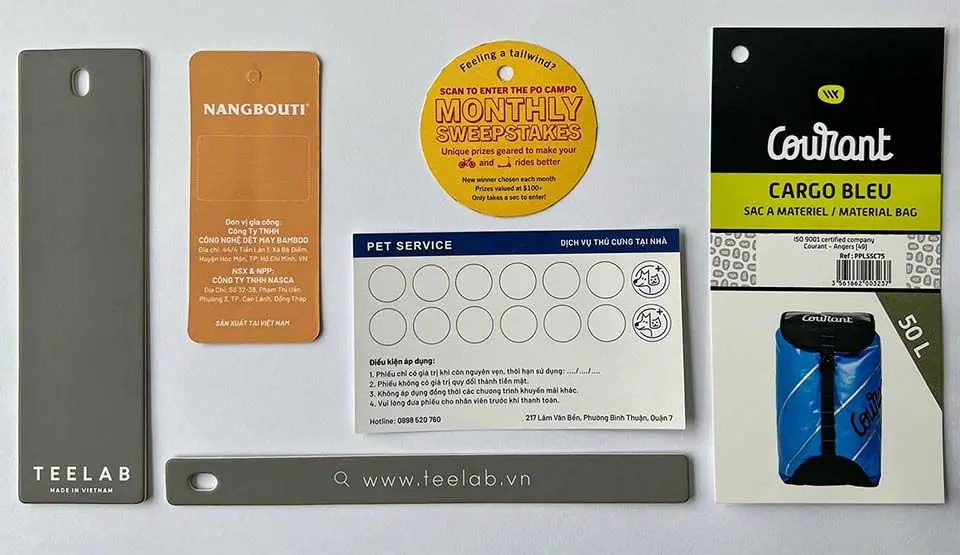 TEELAB
MADE IN VIETNAM
NANGBOUTI®
Đơn vị gia công:
Công Ty TNHH
CÔNG NGHỆ DỆT MAY BAMBOO
Địa chỉ: 44/4 Tiền Lân 1, Xã Bà Điểm,
Huyện Hóc Môn, TP. Hồ Chí Minh, VN
NSX & NPP:
CÔNG TY TNHH NASCA
Địa Chỉ: Số 32-38, Phạm Thị Uẩn,
Phường 3, TP. Cao Lãnh, Đồng Tháp
SẢN XUẤT TẠI VIỆT NAM
Feeling a tailwind?
SCAN TO ENTER THE PO CAMPO
MONTHLY
SWEEPSTAKES
Unique prizes geared to make your
and rides better
New winner chosen each month
Prizes valued at $100+
Only takes a sec to enter!
PET SERVICE
DỊCH VỤ THÚ CƯNG TẠI NHÀ
Điều kiện áp dụng:
1. Phiếu chỉ có giá trị khi còn nguyên vẹn, thời hạn sử dụng: ..../..../....
2. Phiếu không có giá trị quy đổi thành tiền mặt.
3. Không áp dụng đồng thời các chương trình khuyến mãi khác.
4. Vui lòng đưa phiếu cho nhân viên trước khi thanh toán.
Hotline: 0898 520 760
217 Lâm Văn Bền, Phường Bình Thuận, Quận 7
www.teelab.vn
Courant
CARGO BLEU
SAC A MATERIEL / MATERIAL BAG
ISO 9001 certified company
Courant - Angers (49)
Ref : PPLSSC75
3 561662 003237
50 L
Courant
Courant